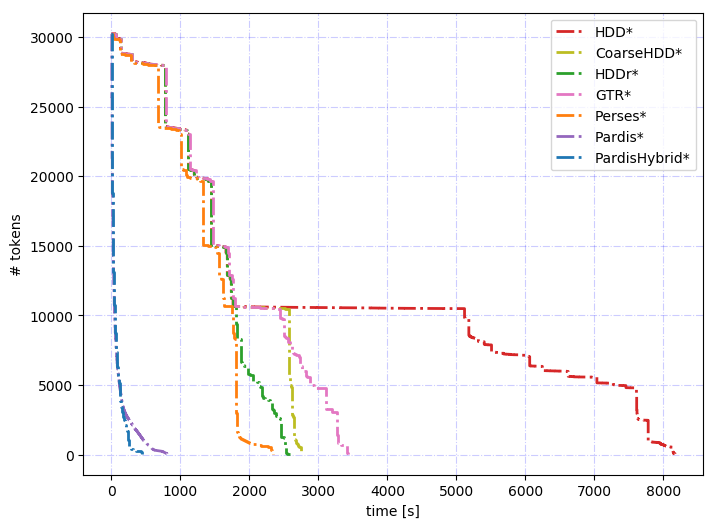 30000
25000
20000
15000
10000
5000
0
# tokens
0 1000 2000 3000 4000 5000 6000 7000 8000
time [s]
HDD*
CoarseHDD*
HDDr*
GTR*
Perses*
Pardis*
PardisHybrid*